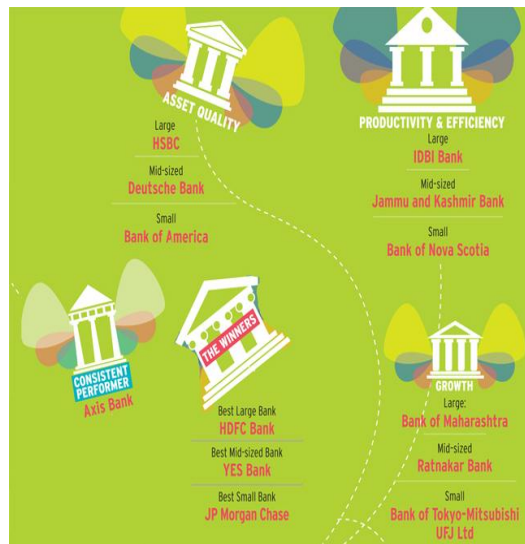 ASSET QUALITY
Large
HSBC
Mid-sized
Deutsche Bank
Small
Bank of America
PRODUCTIVITY & EFFICIENCY
Large
IDBI Bank
Mid-sized
Jammu and Kashmir Bank
Small
Bank of Nova Scotia
CONSISTENT
PERFORMER
Axis Bank
THE WINNERS
Best Large Bank
HDFC Bank
Best Mid-sized Bank
YES Bank
Best Small Bank
JP Morgan Chase
GROWTH
Large:
Bank of Maharashtra
Mid-sized
Ratnakar Bank
Small
Bank of Tokyo-Mitsubishi
UFJ Ltd